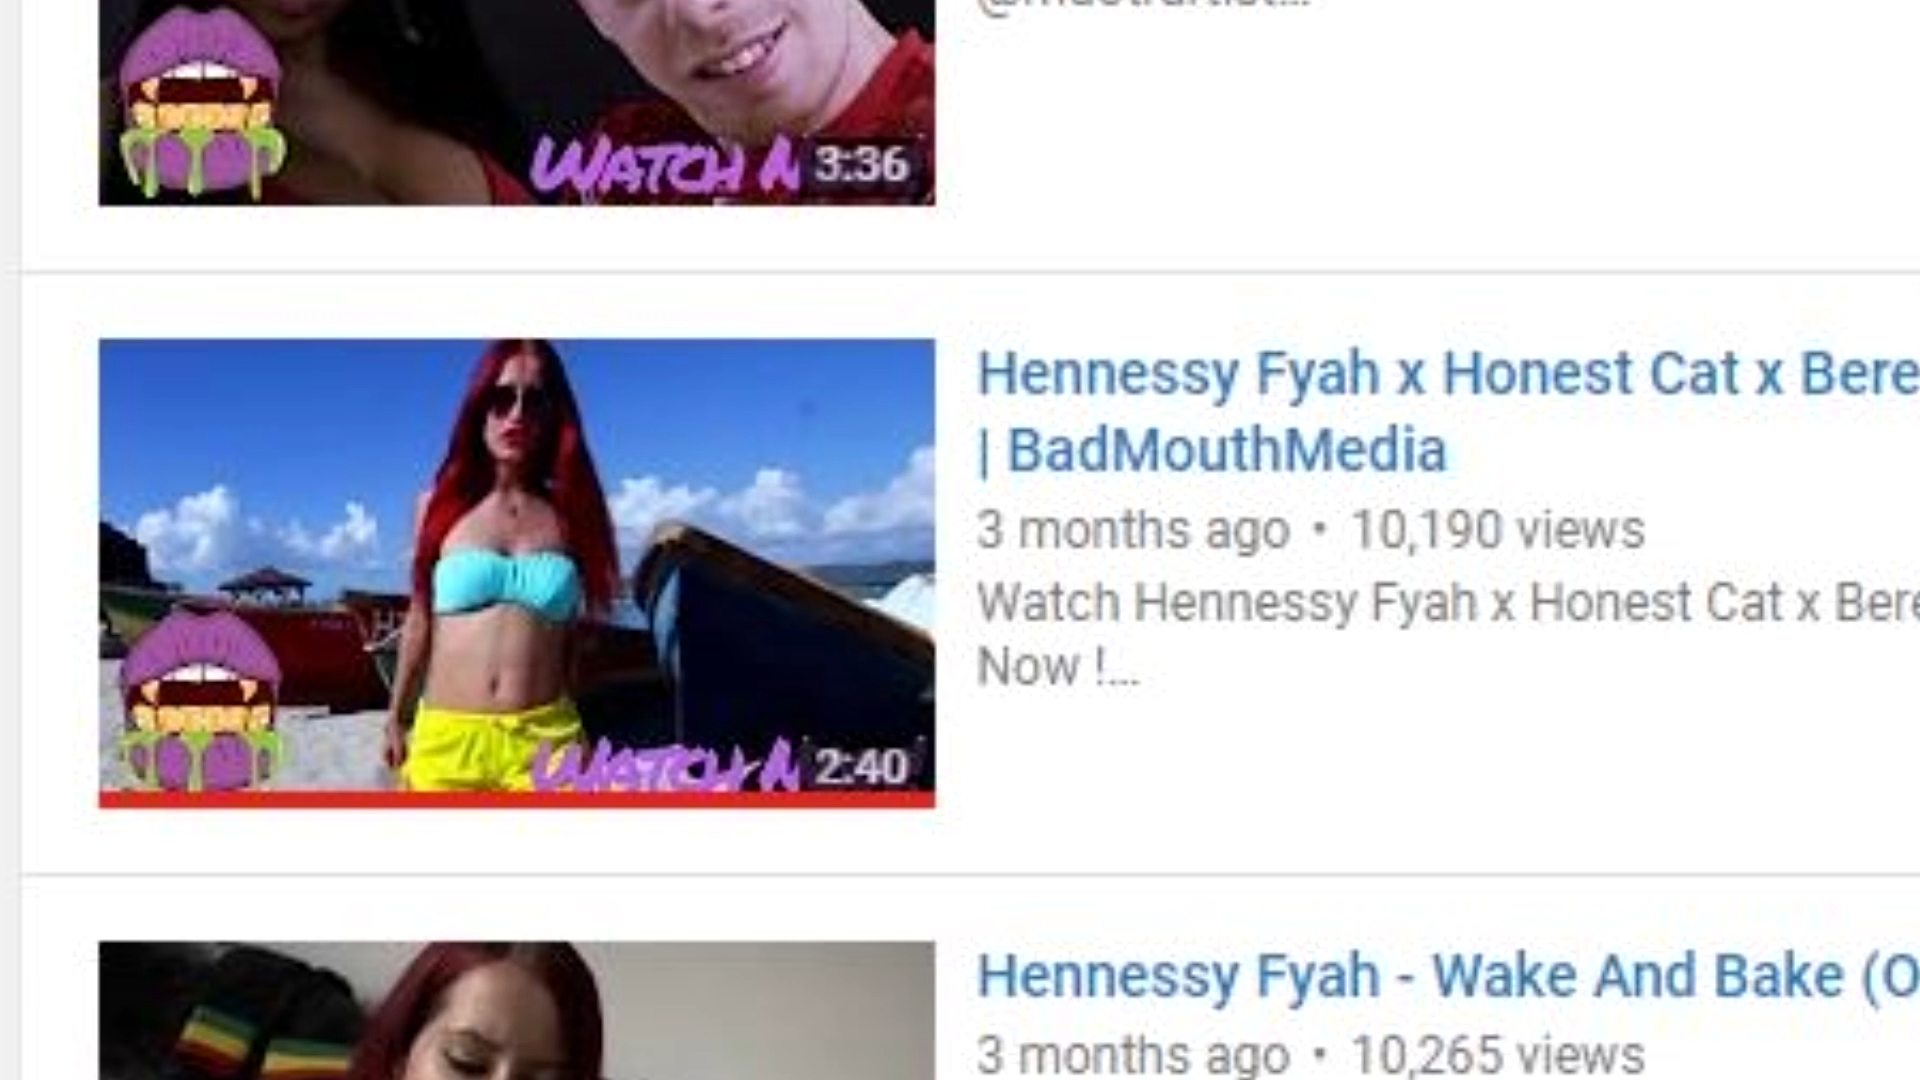 WATCH N 3:36
Hennessy Fyah x Honest Cat x Bere
| BadMouthMedia
3 months ago • 10,190 views
Watch Hennessy Fyah x Honest Cat x Bere
Now !...
WATCH N 2:40
Hennessy Fyah - Wake And Bake (O
3 months ago • 10,265 views